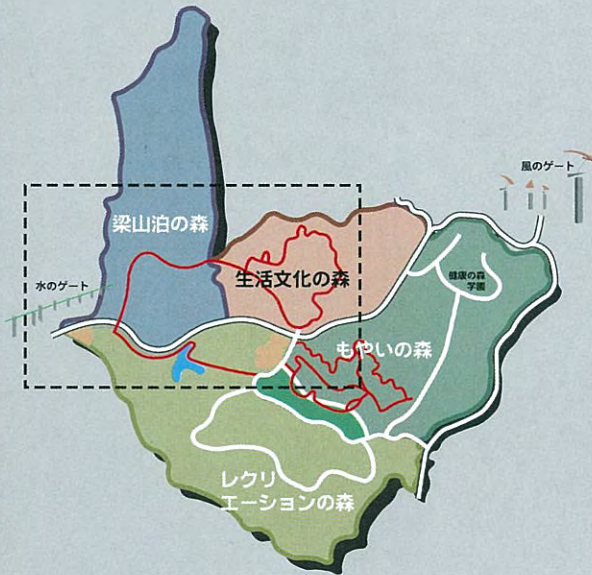 風のゲート
梁山泊の森
健康の森
学園
生活文化の森
水のゲート
もやいの森
レクリ
エーションの森